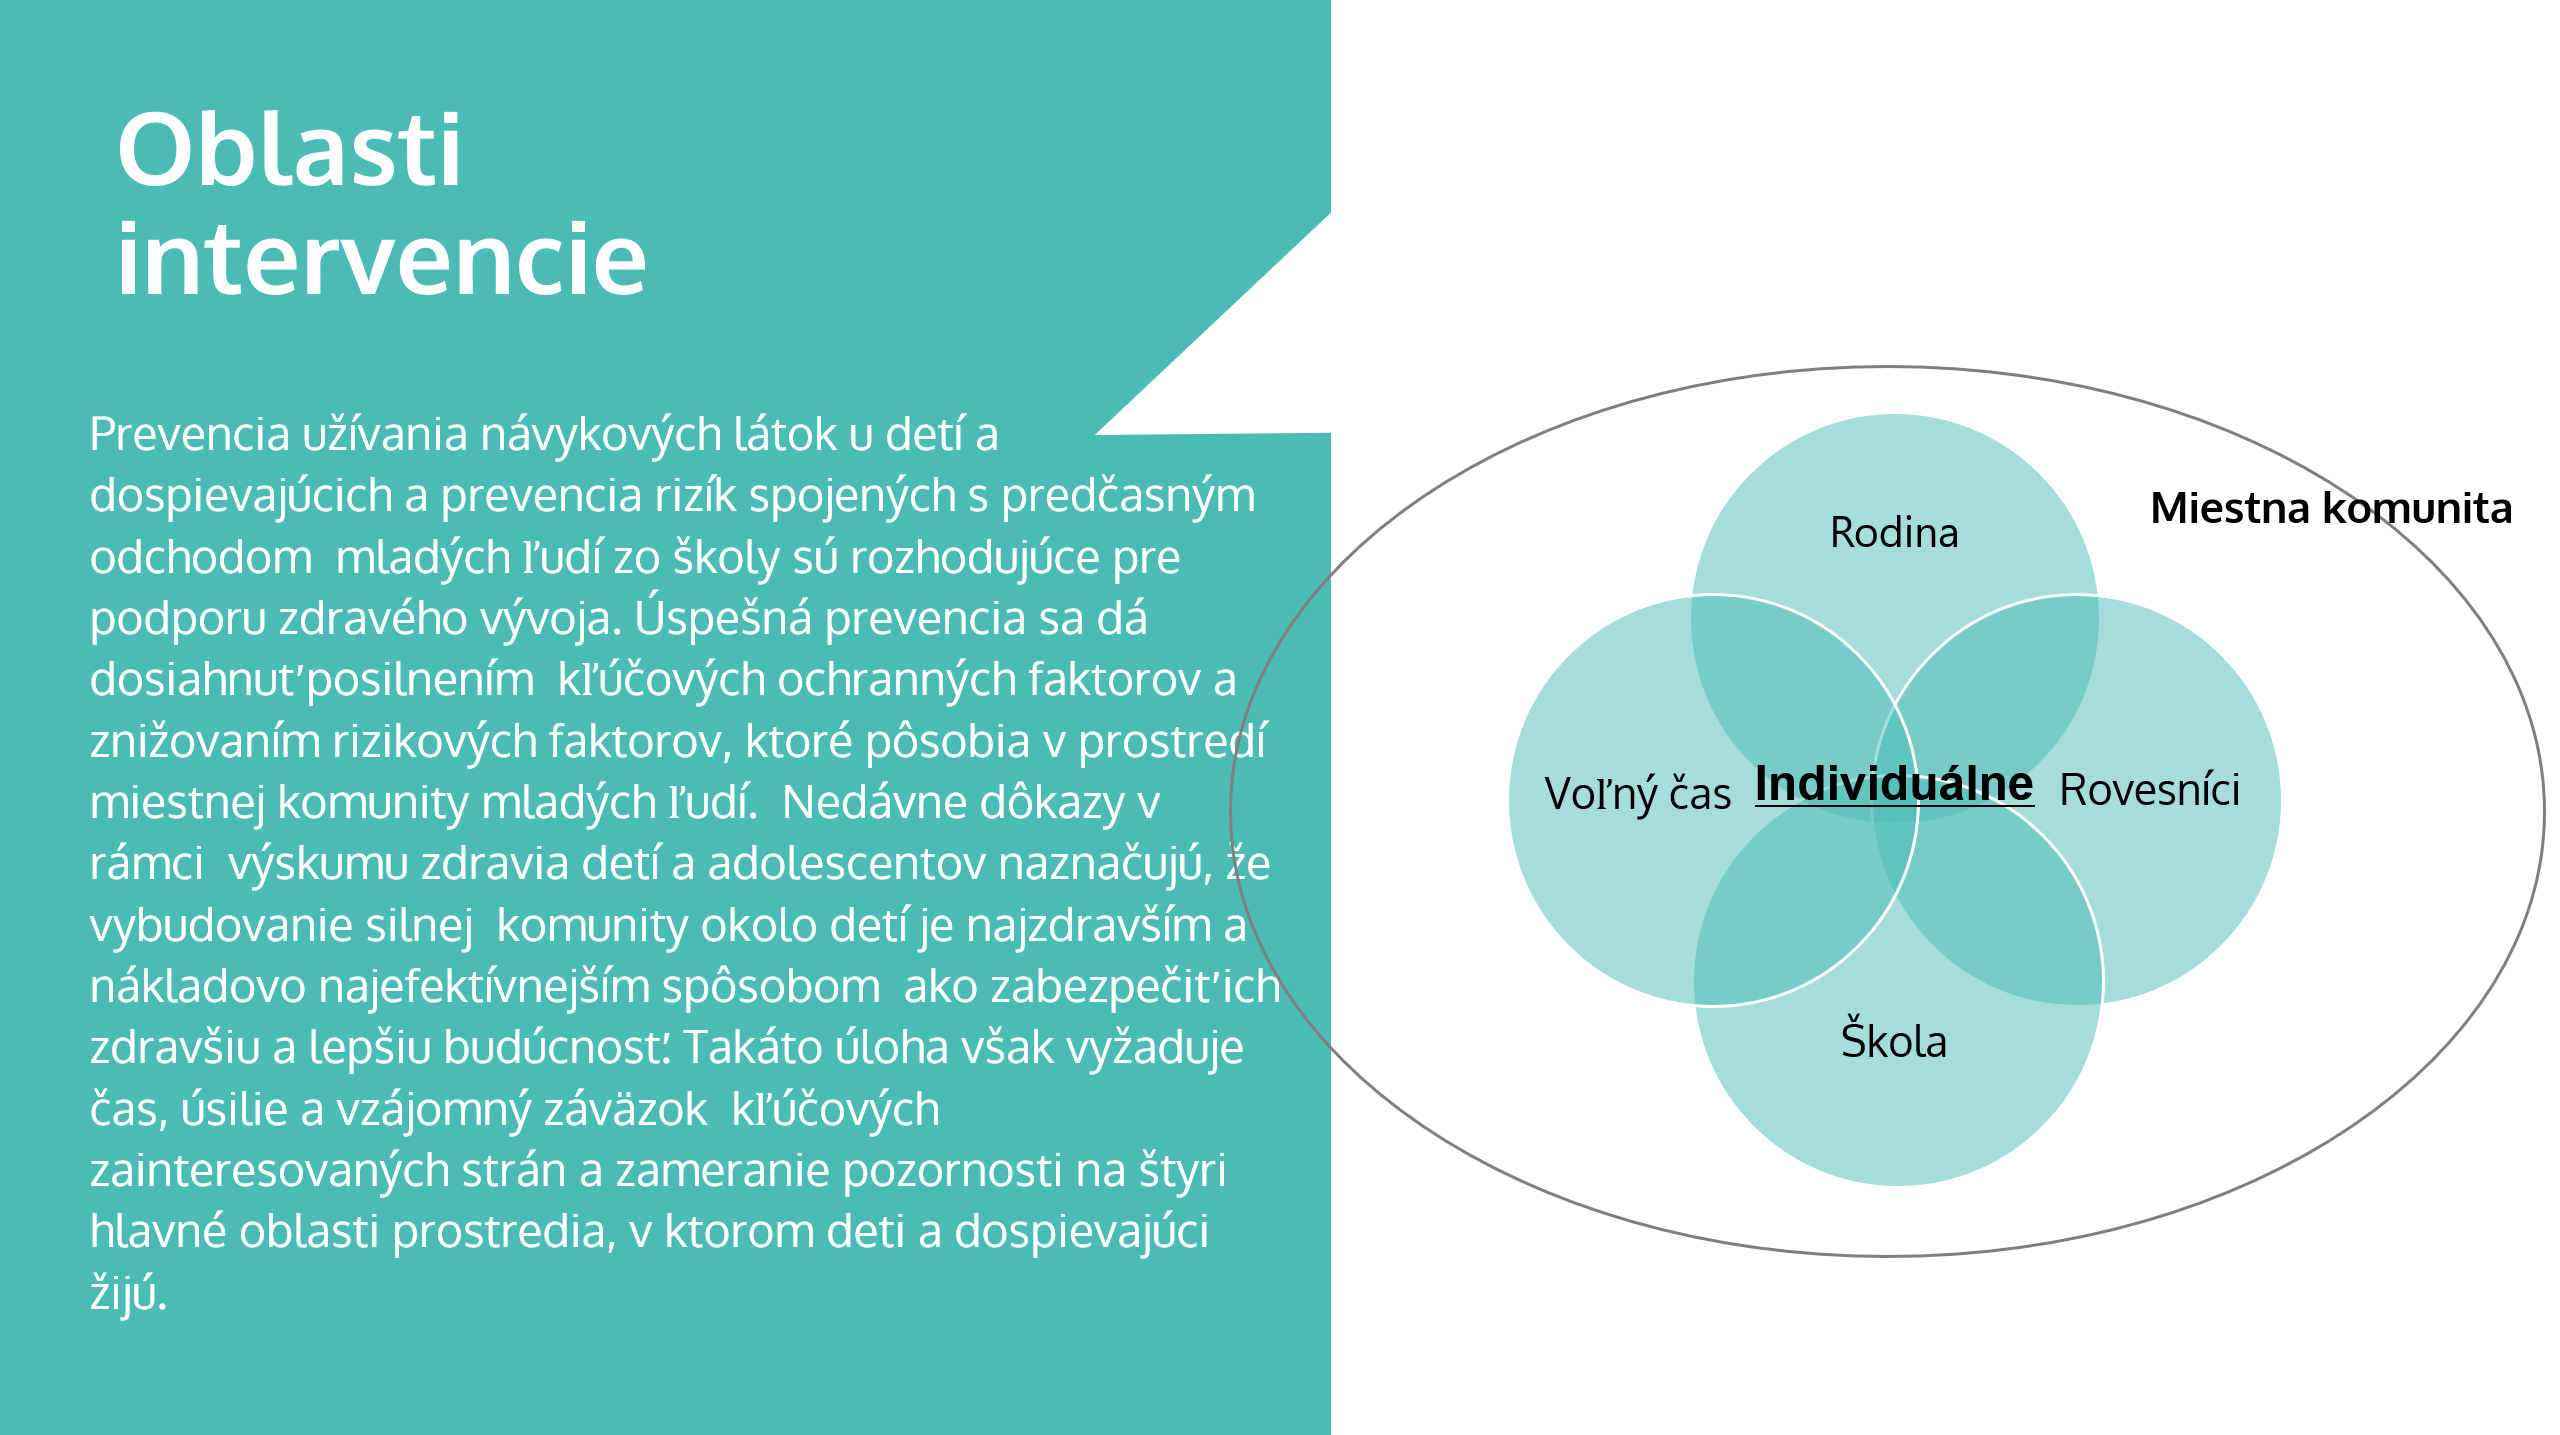 Oblasti
intervencie
Prevencia užívania návykových látok u detí a
dospievajúcich a prevencia rizík spojených s predčasným
odchodom  mladých ľudí zo školy sú rozhodujúce pre
podporu zdravého vývoja. Úspešná prevencia sa dá
dosiahnuť posilnením  kľúčových ochranných faktorov a
znižovaním rizikových faktorov, ktoré pôsobia v prostredí
miestnej komunity mladých ľudí.  Nedávne dôkazy v
rámci  výskumu zdravia detí a adolescentov naznačujú, že
vybudovanie silnej  komunity okolo detí je najzdravším a
nákladovo najefektívnejším spôsobom  ako zabezpečiť ich
zdravšiu a lepšiu budúcnosť. Takáto úloha však vyžaduje
čas, úsilie a vzájomný záväzok  kľúčových
zainteresovaných strán a zameranie pozornosti na štyri
hlavné oblasti prostredia, v ktorom deti a dospievajúci
žijú.
Miestna komunita
Rodina
Voľný čas
Individuálne
Rovesníci
Škola